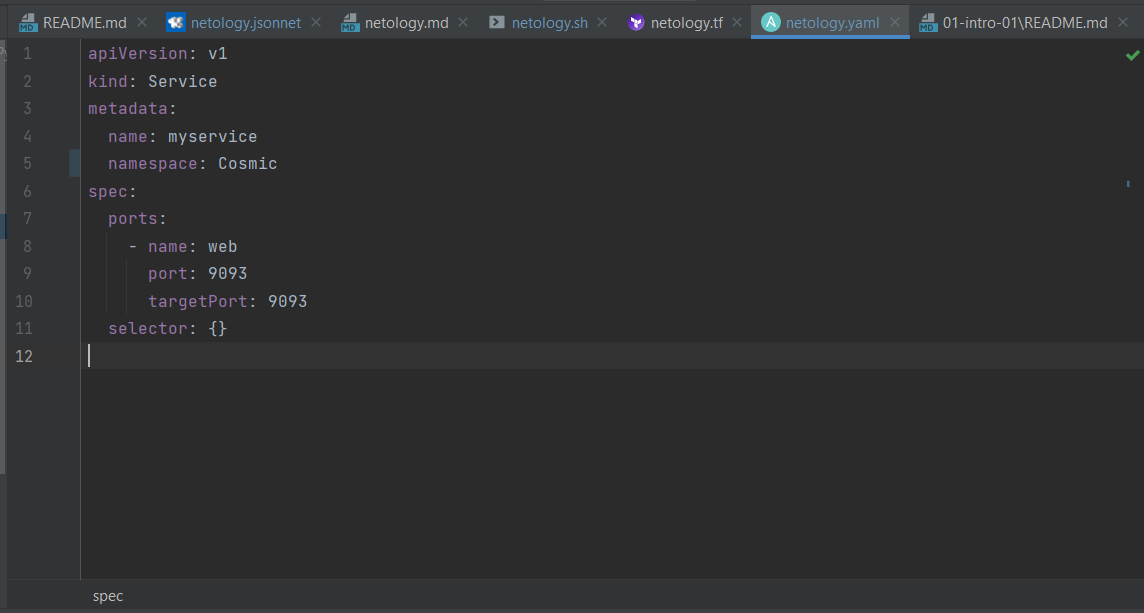 README.md netology.jsonnet netology.md netology.sh netology.tf netology.yaml 01-intro-01\README.md
1 apiVersion: v1
2 kind: Service
3 metadata:
4   name: myservice
5   namespace: Cosmic
6 spec:
7   ports:
8     - name: web
9       port: 9093
10       targetPort: 9093
11   selector: {}
12
spec